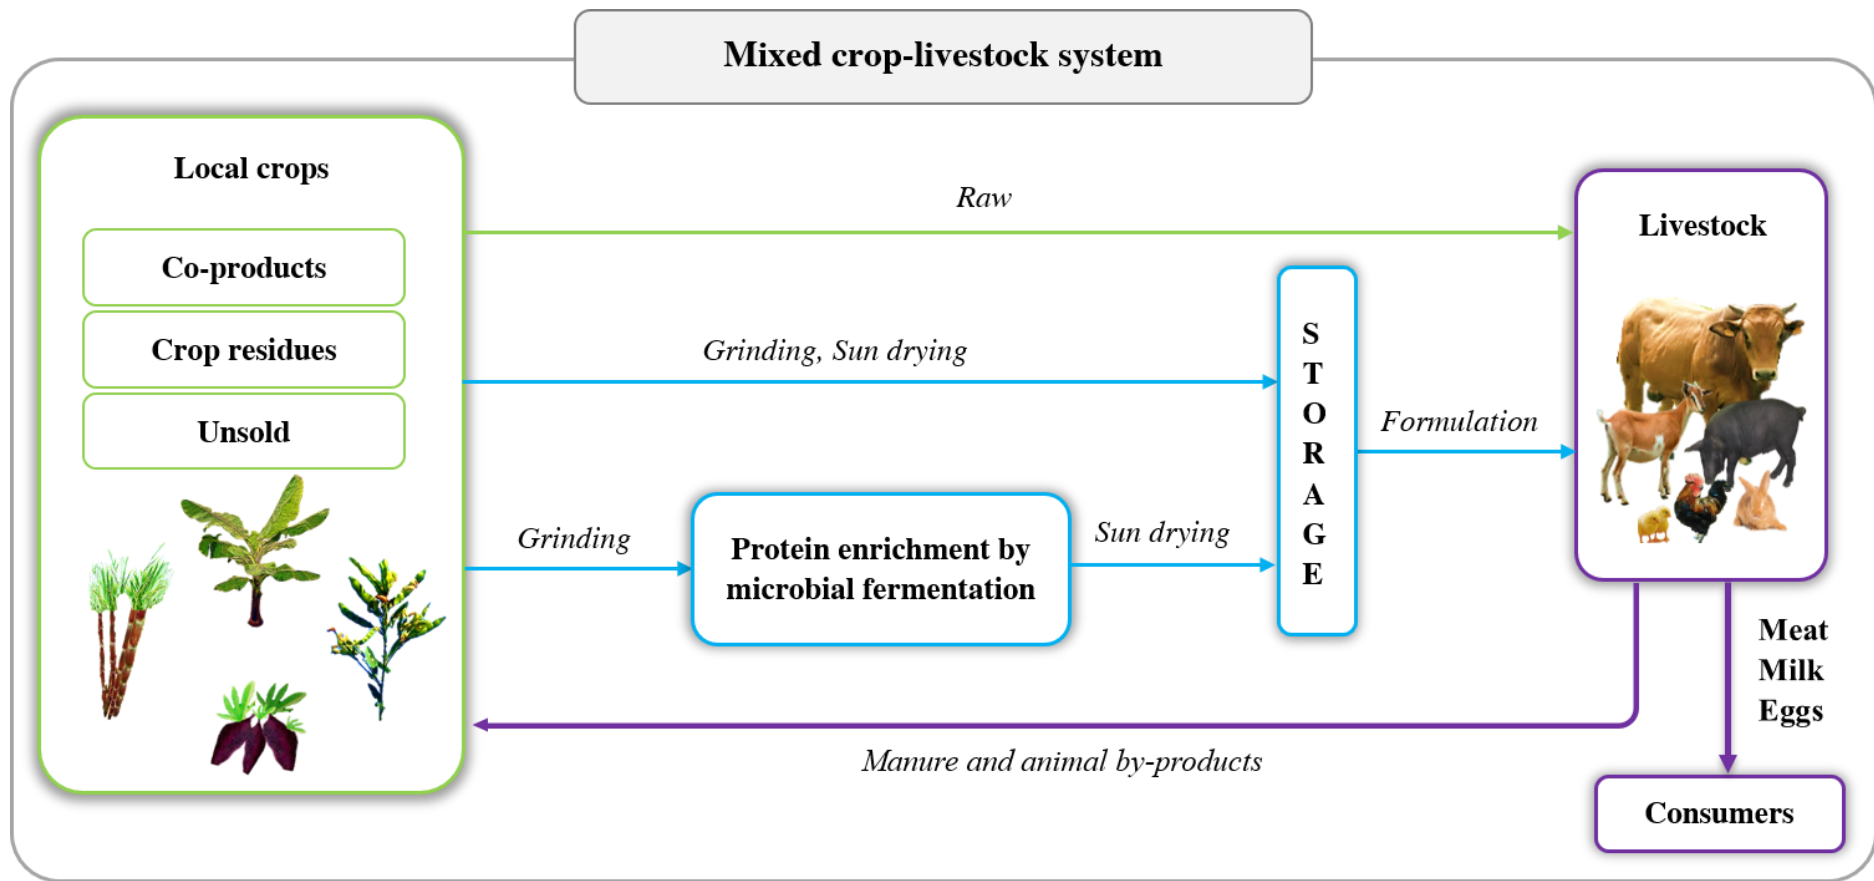 Mixed crop-livestock system
Local crops
Co-products
Crop residues
Unsold
Raw
Grinding, Sun drying
Grinding
Protein enrichment by
microbial fermentation
Sun drying
S
T
O
R
A
G
E
Formulation
Livestock
Manure and animal by-products
Meat
Milk
Eggs
Consumers